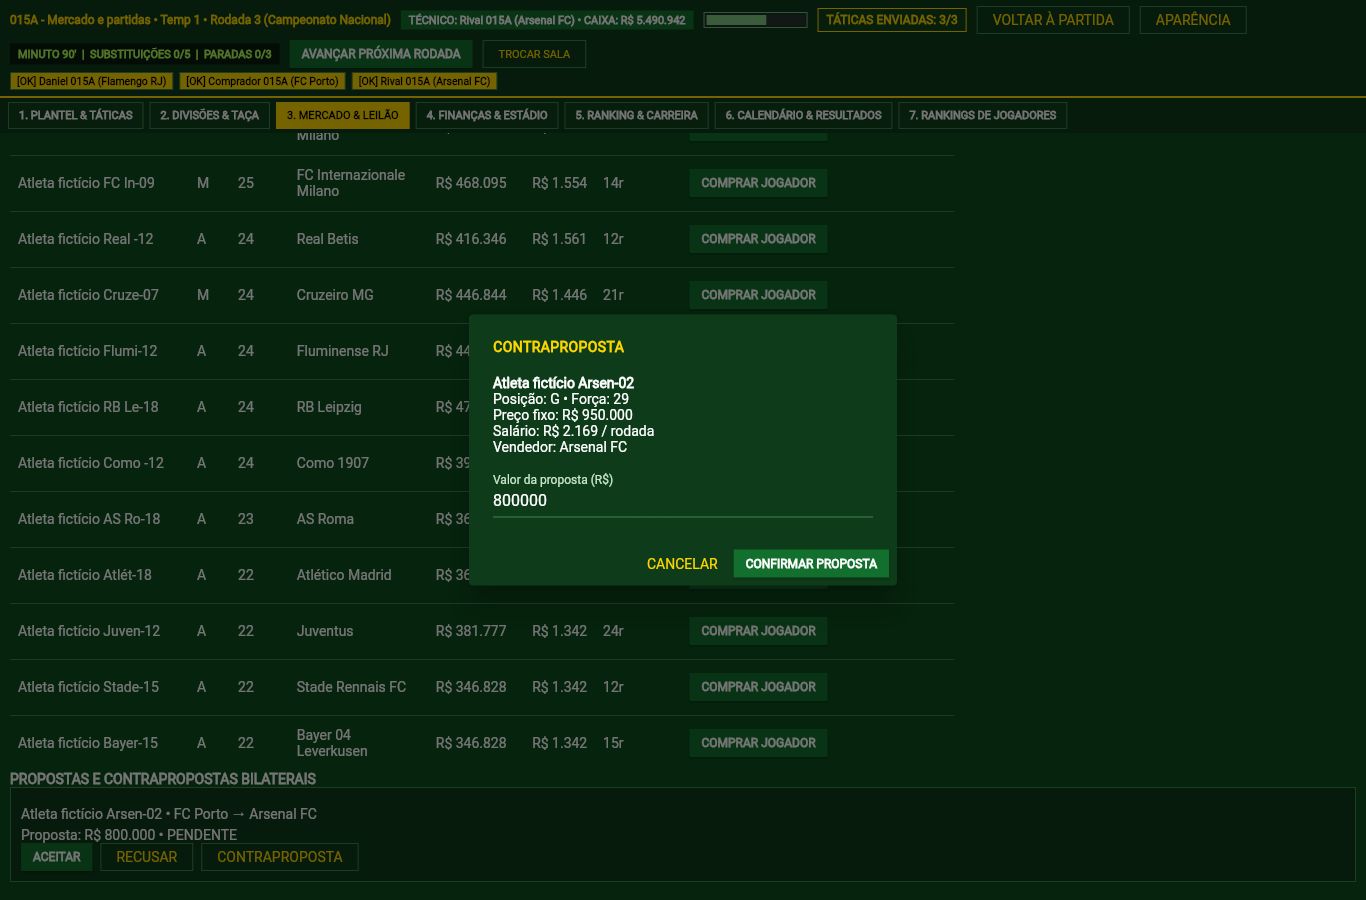 015A - Mercado e partidas • Temp 1 • Rodada 3 (Campeonato Nacional)
TÉCNICO: Rival 015A (Arsenal FC) • CAIXA: R$ 5.490.942
TÁTICAS ENVIADAS: 3/3
VOLTAR À PARTIDA
APARÊNCIA
MINUTO 90' | SUBSTITUIÇÕES 0/5 | PARADAS 0/3
AVANÇAR PRÓXIMA RODADA
TROCAR SALA
[OK] Daniel 015A (Flamengo RJ)
[OK] Comprador 015A (FC Porto)
[OK] Rival 015A (Arsenal FC)
1. PLANTEL & TÁTICAS
2. DIVISÕES & TAÇA
3. MERCADO & LEILÃO
4. FINANÇAS & ESTÁDIO
5. RANKING & CARREIRA
6. CALENDÁRIO & RESULTADOS
7. RANKINGS DE JOGADORES
Milano
Atleta fictício FC In-09 M 25 FC Internazionale Milano R$ 468.095 R$ 1.554 14r COMPRAR JOGADOR
Atleta fictício Real -12 A 24 Real Betis R$ 416.346 R$ 1.561 12r COMPRAR JOGADOR
Atleta fictício Cruze-07 M 24 Cruzeiro MG R$ 446.844 R$ 1.446 21r COMPRAR JOGADOR
Atleta fictício Flumi-12 A 24 Fluminense RJ R$ 44
Atleta fictício RB Le-18 A 24 RB Leipzig R$ 47
Atleta fictício Como -12 A 24 Como 1907 R$ 39
Atleta fictício AS Ro-18 A 23 AS Roma R$ 36
Atleta fictício Atlét-18 A 22 Atlético Madrid R$ 36
Atleta fictício Juven-12 A 22 Juventus R$ 381.777 R$ 1.342 24r COMPRAR JOGADOR
Atleta fictício Stade-15 A 22 Stade Rennais FC R$ 346.828 R$ 1.342 12r COMPRAR JOGADOR
Atleta fictício Bayer-15 A 22 Bayer 04 Leverkusen R$ 346.828 R$ 1.342 15r COMPRAR JOGADOR
CONTRAPROPOSTA
Atleta fictício Arsen-02
Posição: G • Força: 29
Preço fixo: R$ 950.000
Salário: R$ 2.169 / rodada
Vendedor: Arsenal FC
Valor da proposta (R$)
800000
CANCELAR
CONFIRMAR PROPOSTA
PROPOSTAS E CONTRAPROPOSTAS BILATERAIS
Atleta fictício Arsen-02 • FC Porto → Arsenal FC
Proposta: R$ 800.000 • PENDENTE
ACEITAR
RECUSAR
CONTRAPROPOSTA